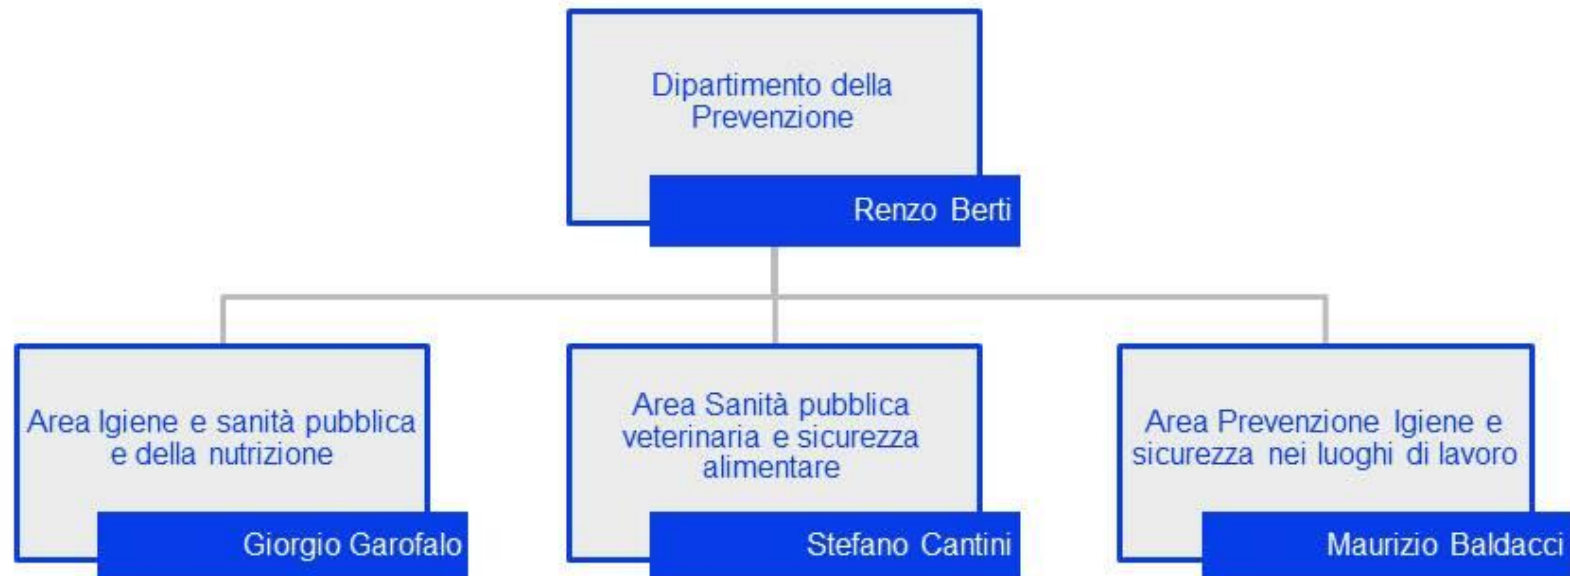 Dipartimento della
Prevenzione
Renzo Berti
Area Igiene e sanità pubblica
e della nutrizione
Giorgio Garofalo
Area Sanità pubblica
veterinaria e sicurezza
alimentare
Stefano Cantini
Area Prevenzione Igiene e
sicurezza nei luoghi di lavoro
Maurizio Baldacci